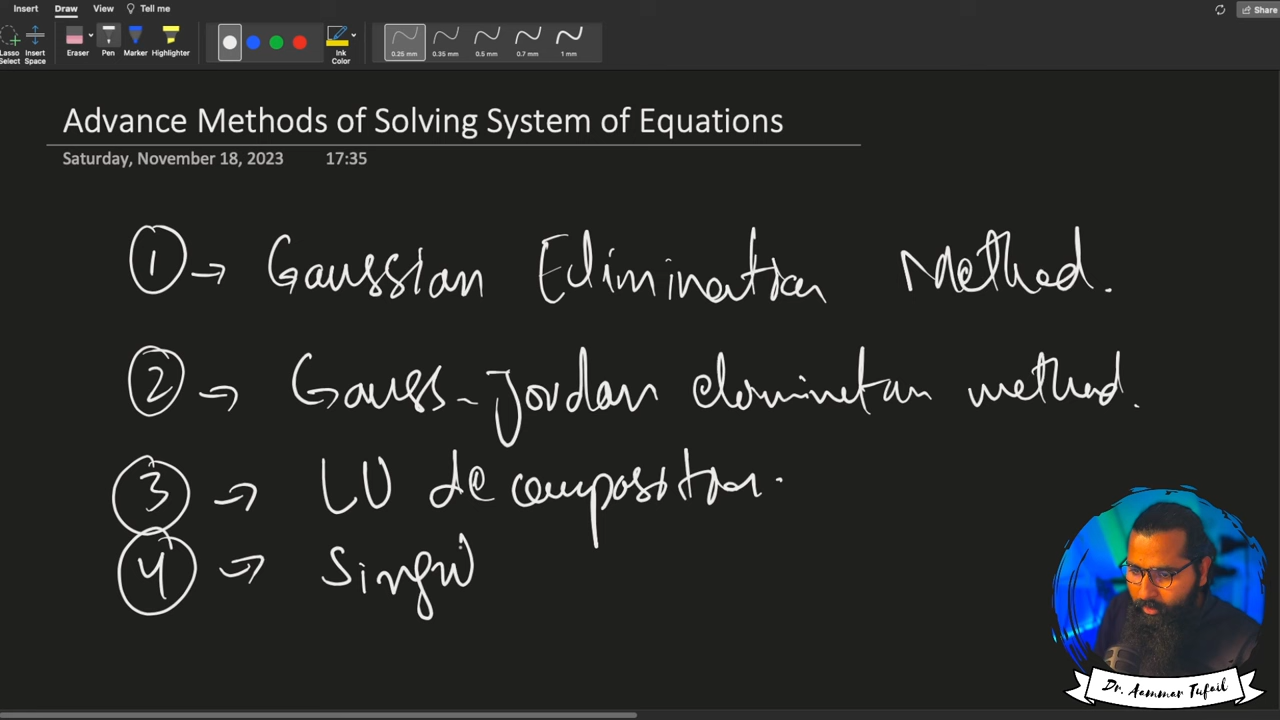 Insert Draw View Tell me
Share
Lasso Select
Insert Space
Eraser
Pen
Marker
Highlighter
Ink Color
0.25 mm
0.35 mm
0.5 mm
0.7 mm
1 mm
Advance Methods of Solving System of Equations
Saturday, November 18, 2023 17:35
1 → Gaussian Elimination Method.
2 → Gauss-Jordan elominetan method.
3 → LU decomposition.
4 → Singul
Dr. Aammar Tufail